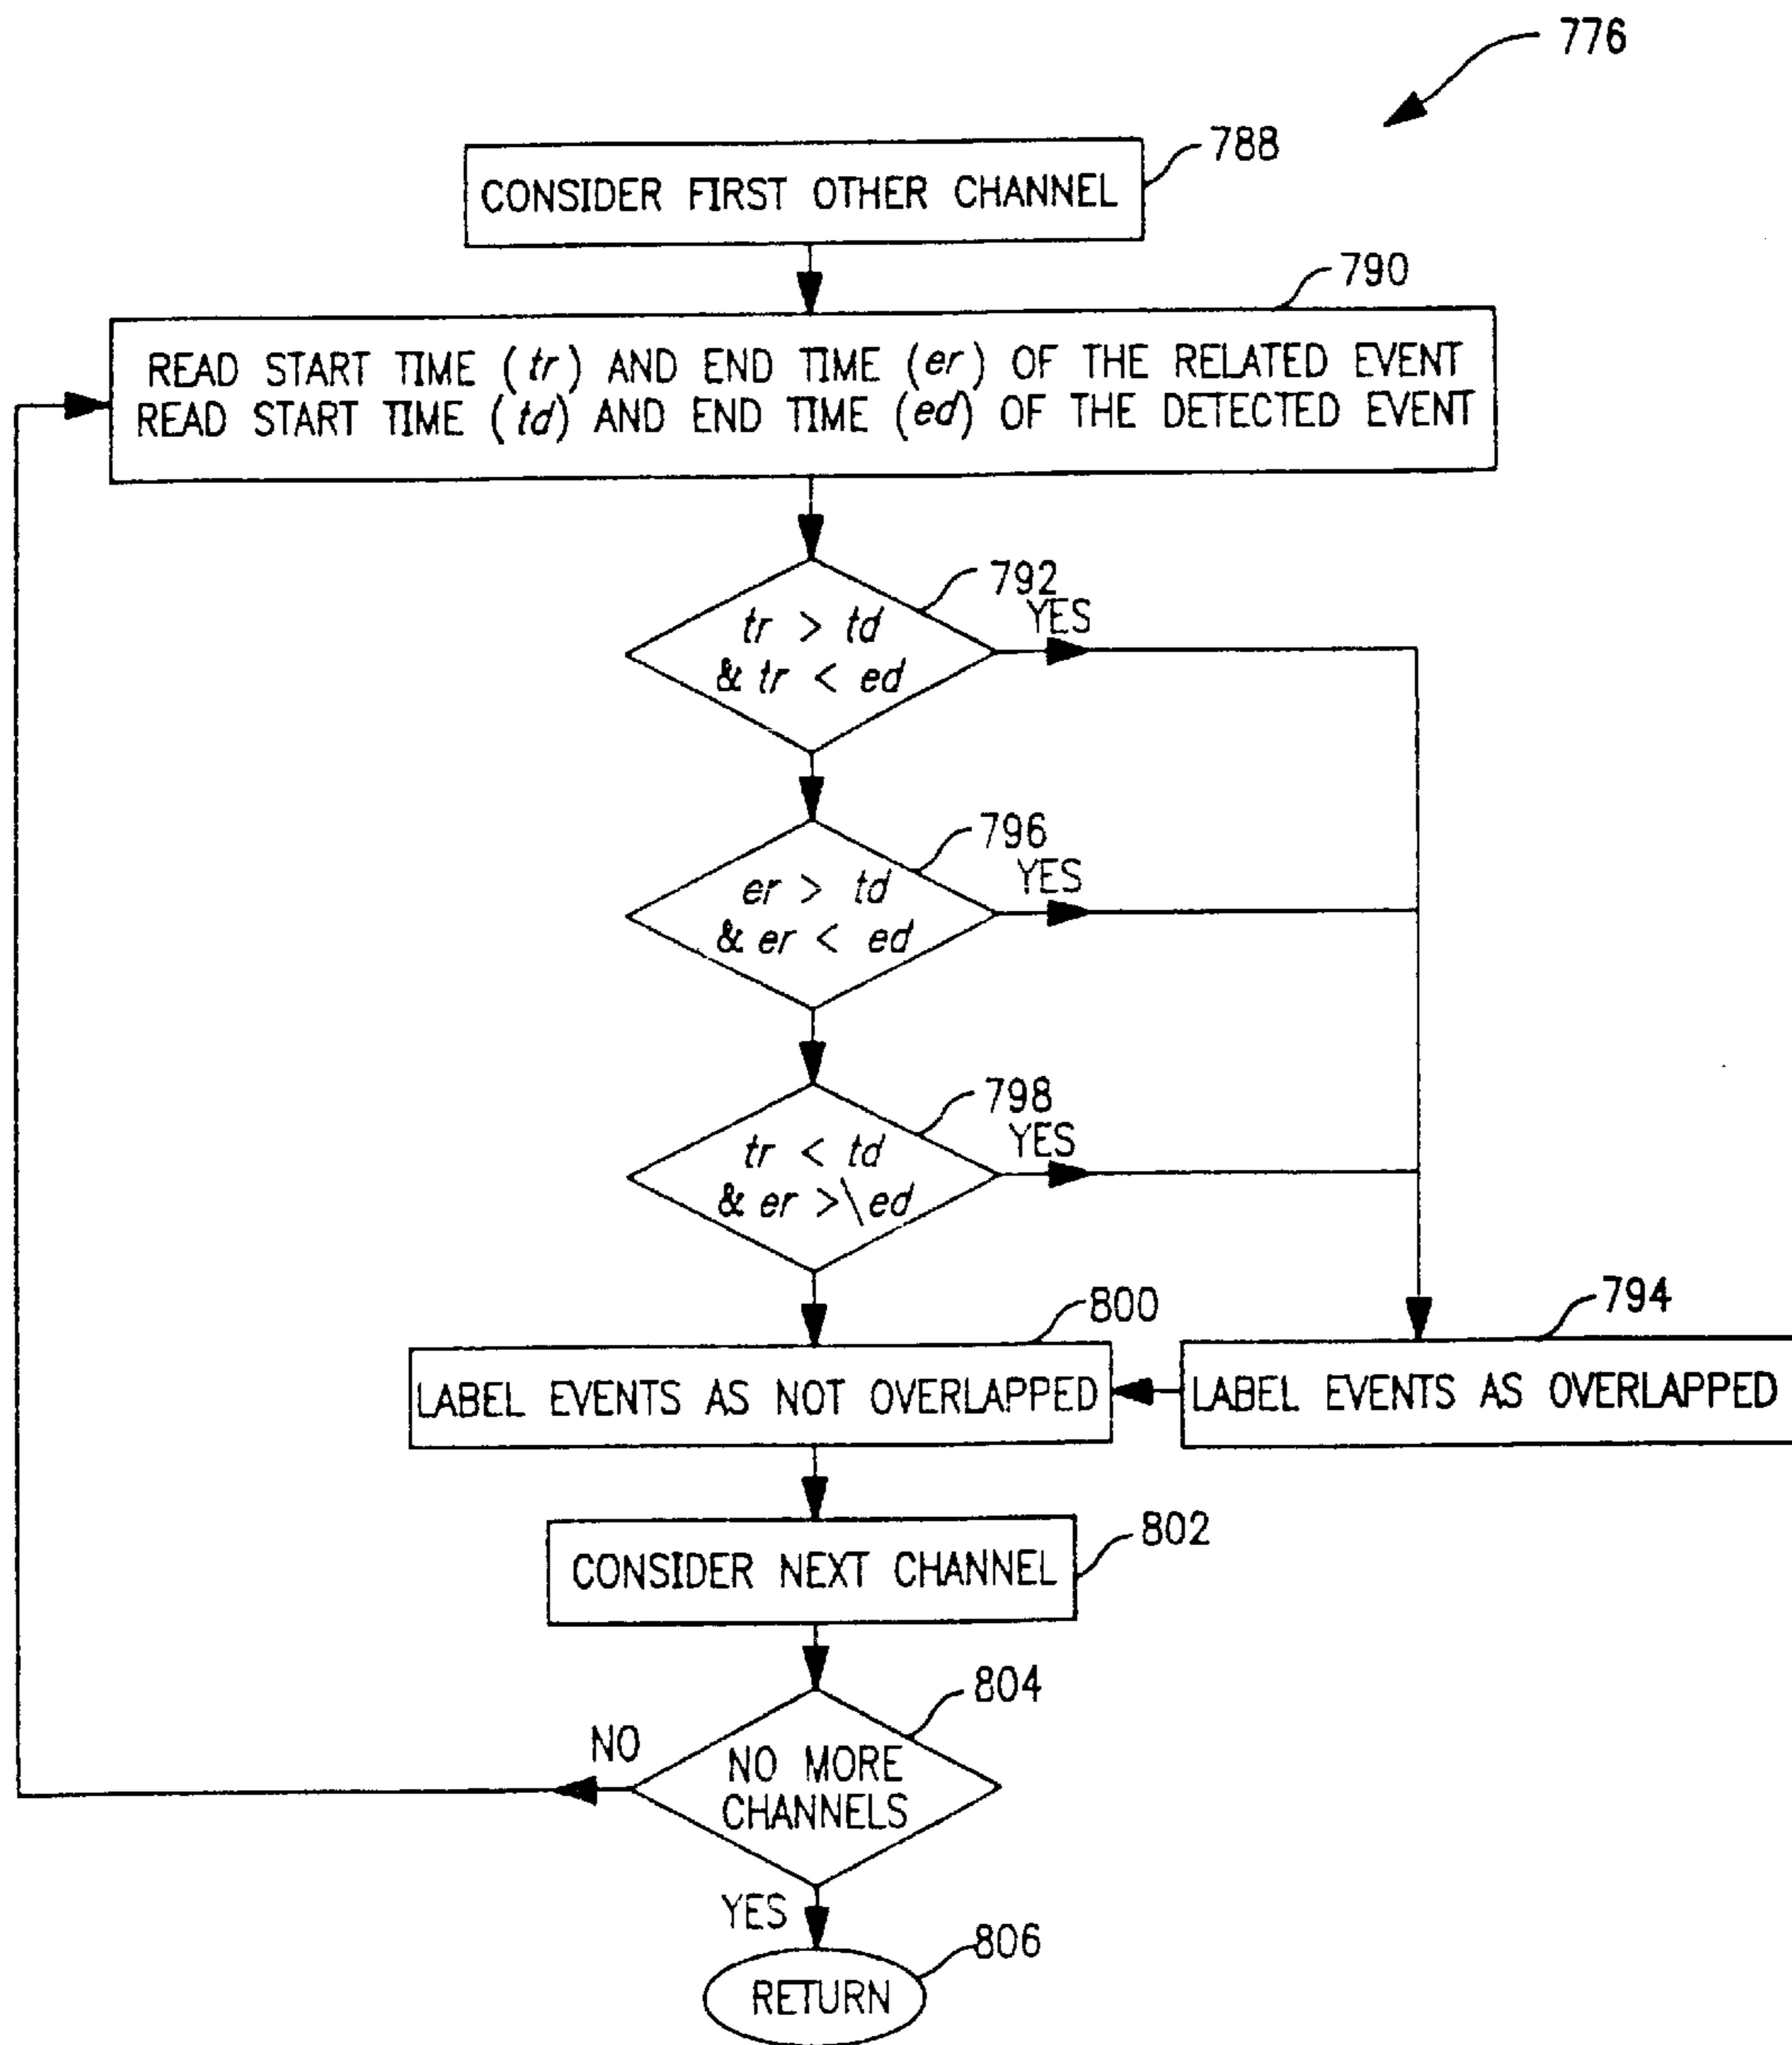 776
788
CONSIDER FIRST OTHER CHANNEL
790
READ START TIME (tr) AND END TIME (er) OF THE RELATED EVENT
READ START TIME (td) AND END TIME (ed) OF THE DETECTED EVENT
792
YES
tr > td
& tr < ed
796
YES
er > td
& er < ed
798
YES
tr < td
& er >\ed
800
794
LABEL EVENTS AS NOT OVERLAPPED
LABEL EVENTS AS OVERLAPPED
802
CONSIDER NEXT CHANNEL
804
NO
NO MORE
CHANNELS
YES
806
RETURN